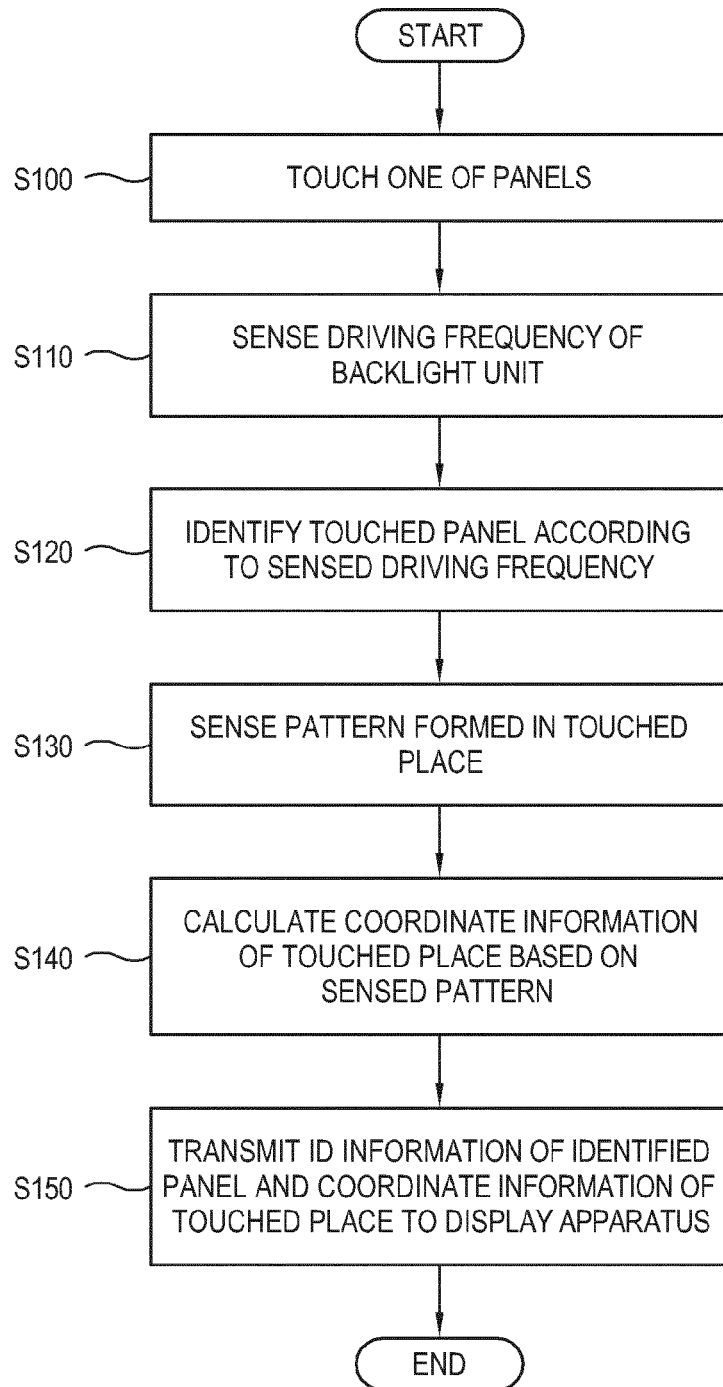 START
S100
TOUCH ONE OF PANELS
S110
SENSE DRIVING FREQUENCY OF
BACKLIGHT UNIT
S120
IDENTIFY TOUCHED PANEL ACCORDING
TO SENSED DRIVING FREQUENCY
S130
SENSE PATTERN FORMED IN TOUCHED
PLACE
S140
CALCULATE COORDINATE INFORMATION
OF TOUCHED PLACE BASED ON
SENSED PATTERN
S150
TRANSMIT ID INFORMATION OF IDENTIFIED
PANEL AND COORDINATE INFORMATION OF
TOUCHED PLACE TO DISPLAY APPARATUS
END